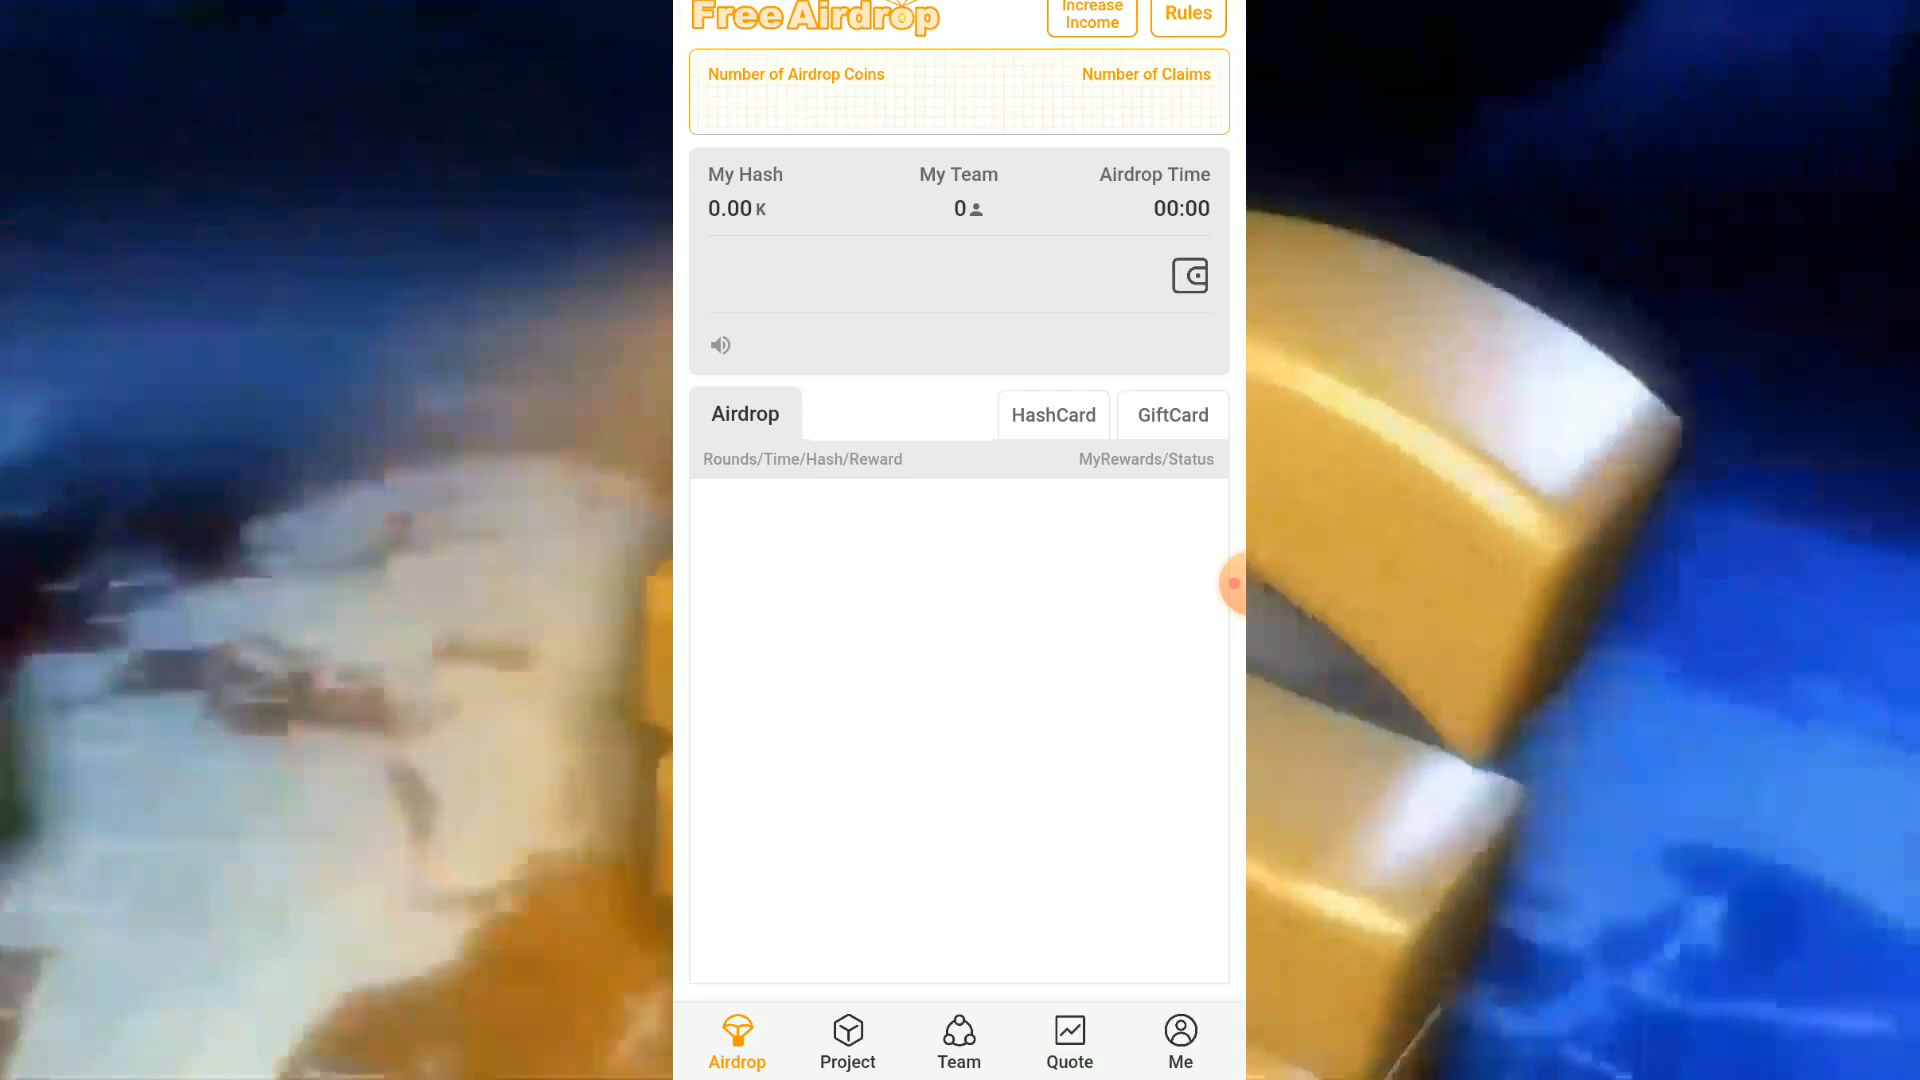 Free Airdrop
Increase
Income
Rules
Number of Airdrop Coins
Number of Claims
My Hash
My Team
Airdrop Time
0.00 K
0
00:00
Airdrop
HashCard
GiftCard
Rounds/Time/Hash/Reward
MyRewards/Status
Airdrop
Project
Team
Quote
Me